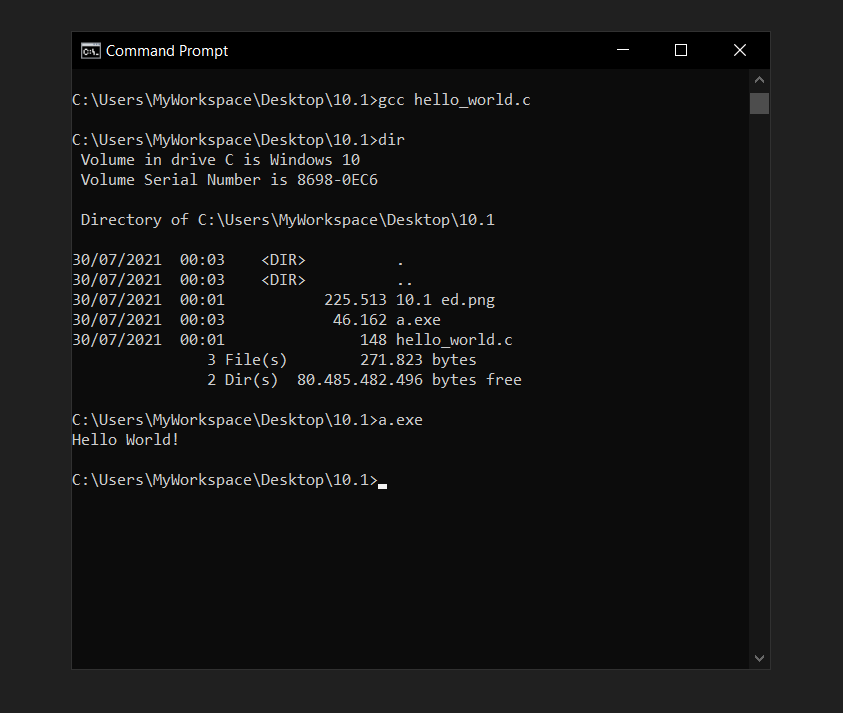 Command Prompt
C:\Users\MyWorkspace\Desktop\10.1>gcc hello_world.c
C:\Users\MyWorkspace\Desktop\10.1>dir
Volume in drive C is Windows 10
Volume Serial Number is 8698-0EC6
Directory of C:\Users\MyWorkspace\Desktop\10.1
30/07/2021  00:03    <DIR>          .
30/07/2021  00:03    <DIR>          ..
30/07/2021  00:01           225.513 10.1 ed.png
30/07/2021  00:03            46.162 a.exe
30/07/2021  00:01               148 hello_world.c
3 File(s)        271.823 bytes
2 Dir(s)  80.485.482.496 bytes free
C:\Users\MyWorkspace\Desktop\10.1>a.exe
Hello World!
C:\Users\MyWorkspace\Desktop\10.1>